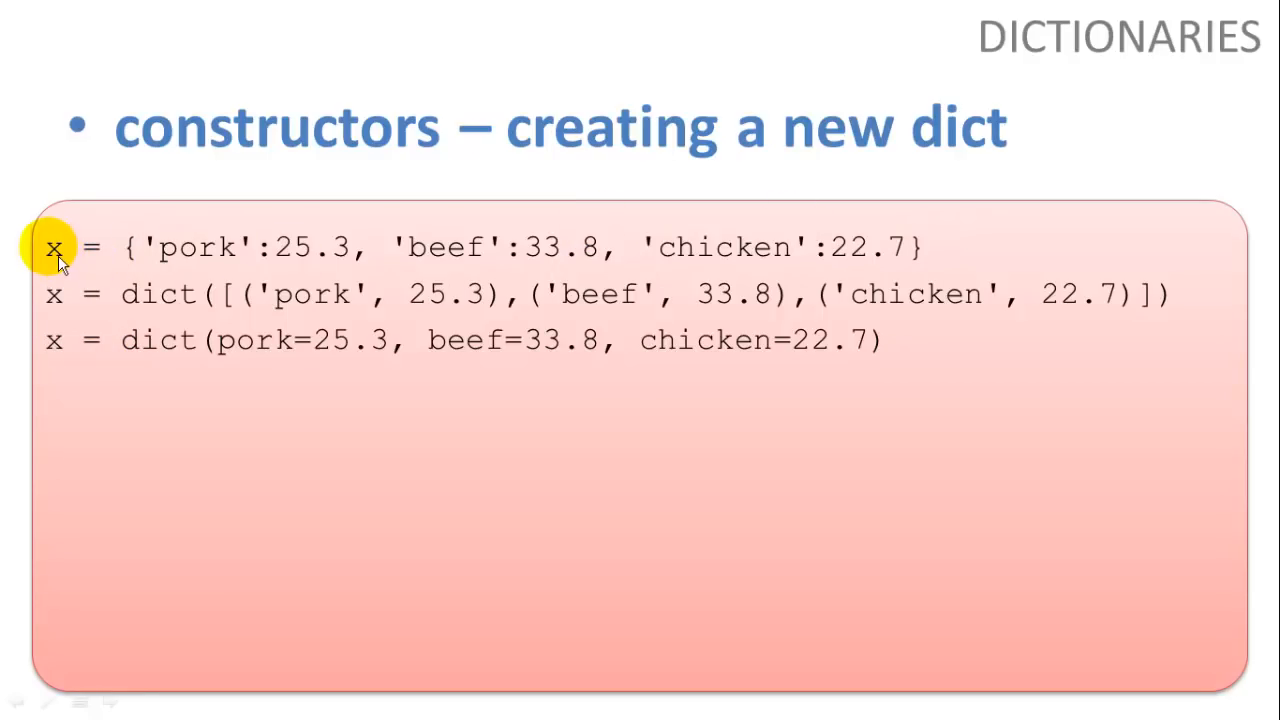 DICTIONARIES
• constructors – creating a new dict
x = {'pork':25.3, 'beef':33.8, 'chicken':22.7}
x = dict([('pork', 25.3),('beef', 33.8),('chicken', 22.7)])
x = dict(pork=25.3, beef=33.8, chicken=22.7)